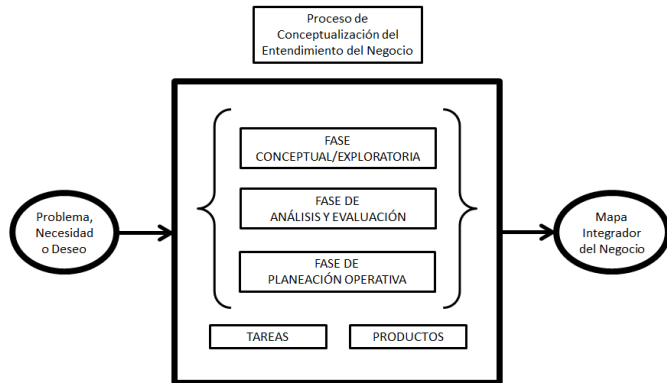 Proceso de
Conceptualización del
Entendimiento del Negocio
FASE
CONCEPTUAL/EXPLORATORIA
FASE DE
ANÁLISIS Y EVALUACIÓN
FASE DE
PLANEACIÓN OPERATIVA
Problema,
Necesidad
o Deseo
Mapa
Integrador
del Negocio
TAREAS
PRODUCTOS